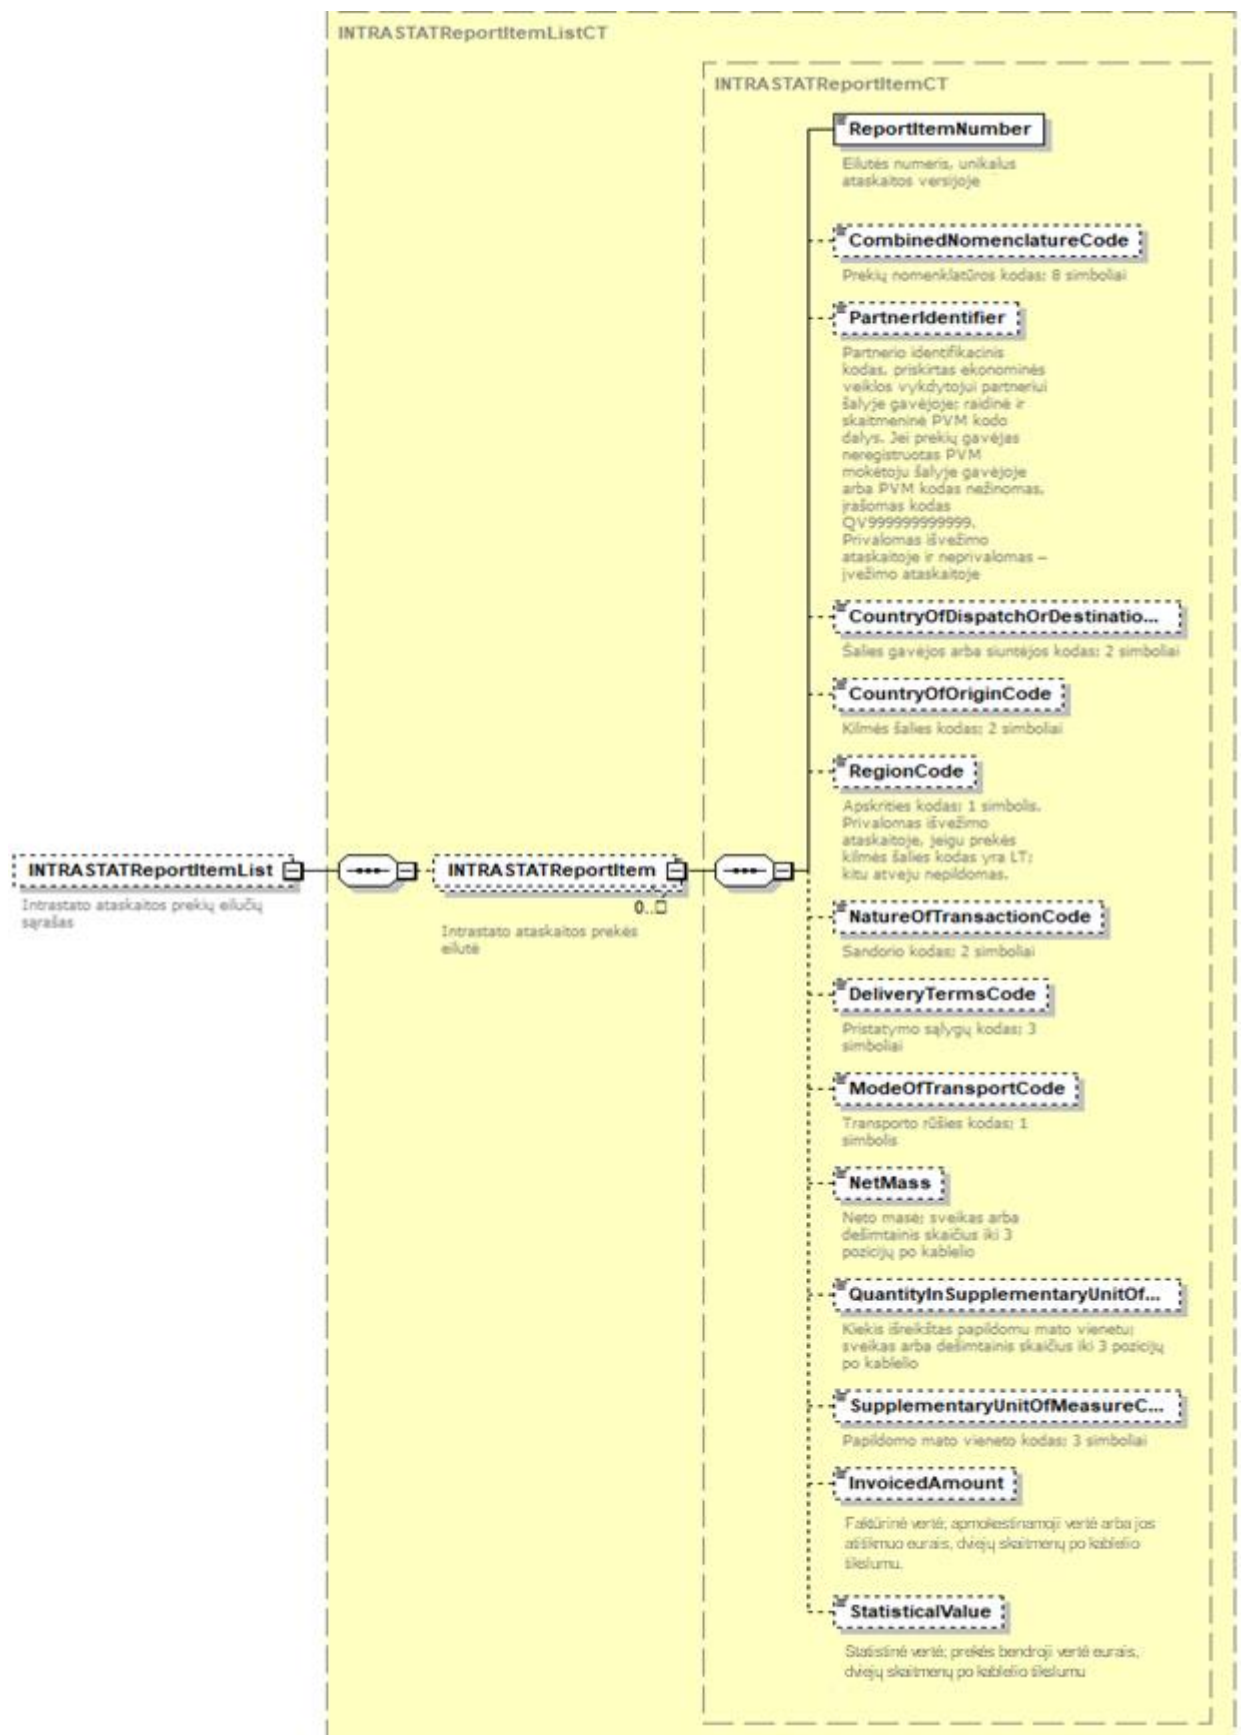 INTRASTATReportItemListCT
INTRASTATReportItemCT
ReportItemNumber
Eilutės numeris, unikalus
ataskaitos versijoje
CombinedNomenclatureCode
Prekių nomenklatūros kodas; 8 simboliai
PartnerIdentifier
Partnerio identifikacinis
kodas, priskirtas ekonominės
veiklos vykdytojui partneriui
šalyje gavėjoje; raidinė ir
skaitmeninė PVM kodo
dalys. Jei prekių gavėjas
neregistruotas PVM
mokėtoju šalyje gavėjoje
arba PVM kodas nežinomas,
įrašomas kodas
QV999999999999.
Privalomas išvežimo
ataskaitoje ir neprivalomas –
įvežimo ataskaitoje
CountryOfDispatchOrDestinatio...
Šalies gavėjos arba siuntėjos kodas; 2 simboliai
CountryOfOriginCode
Kilmės šalies kodas; 2 simboliai
RegionCode
Apskrities kodas; 1 simbolis.
Privalomas išvežimo
ataskaitoje, jeigu prekės
kilmės šalies kodas yra LT;
kitu atveju nepildomas.
INTRASTATReportItemList
Intrastato ataskaitos prekių eilučių
sąrašas
INTRASTATReportItem
0..
Intrastato ataskaitos prekės
eilutė
NatureOfTransactionCode
Sandorio kodas; 2 simboliai
DeliveryTermsCode
Pristatymo sąlygų kodas; 3
simboliai
ModeOfTransportCode
Transporto rūšies kodas; 1
simbolis
NetMass
Neto masė; sveikas arba
dešimtainis skaičius iki 3
pozicijų po kablelio
QuantityInSupplementaryUnitOf...
Kiekis išreikštas papildomu mato vienetu;
sveikas arba dešimtainis skaičius iki 3 pozicijų
po kablelio
SupplementaryUnitOfMeasureC...
Papildomo mato vieneto kodas; 3 simboliai
InvoicedAmount
Faktūrinė vertė; apmokestinamoji vertė arba jos
atitikmuo eurais, dviejų skaitmenų po kablelio
tikslumu.
StatisticalValue
Statistinė vertė; prekės bendroji vertė eurais,
dviejų skaitmenų po kablelio tikslumu